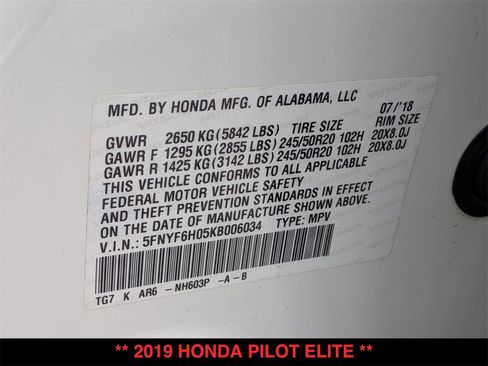 MFD. BY HONDA MFG. OF ALABAMA, LLC 07/'18
GVWR 2650 KG (5842 LBS) TIRE SIZE RIM SIZE
GAWR F 1295 KG (2855 LBS) 245/50R20 102H 20X8.0J
GAWR R 1425 KG (3142 LBS) 245/50R20 102H 20X8.0J
THIS VEHICLE CONFORMS TO ALL APPLICABLE
FEDERAL MOTOR VEHICLE SAFETY
AND THEFT PREVENTION STANDARDS IN EFFECT
ON THE DATE OF MANUFACTURE SHOWN ABOVE.
V.I.N.: 5FNYF6H05KB006034 TYPE: MPV
TG7 K AR6 - NH603P -A-B
** 2019 HONDA PILOT ELITE **